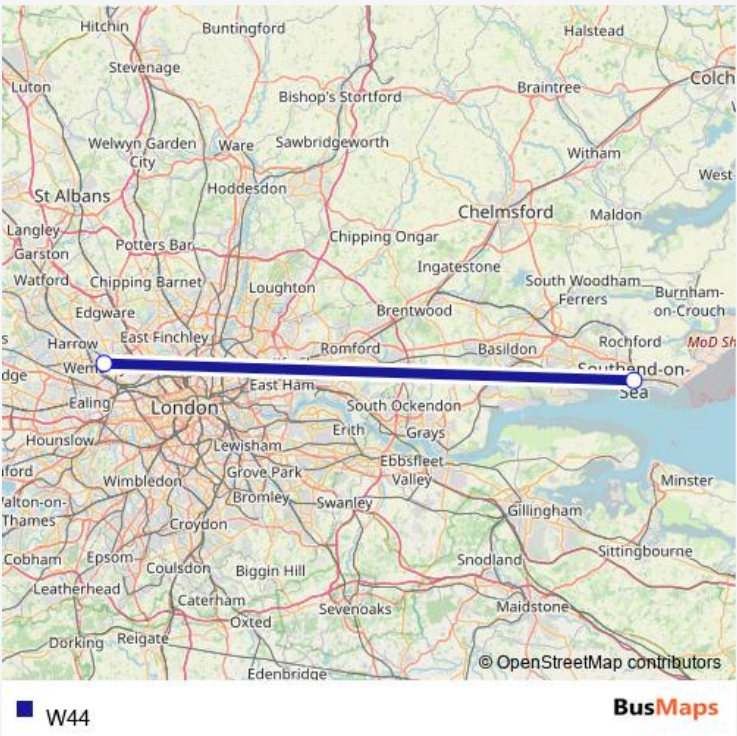 Hitchin
Buntingford
Halstead
Stevenage
Luton
Colch
Bishop's Stortford
Braintree
Welwyn Garden
City
Ware
Sawbridgeworth
Witham
West
St Albans
Hoddesdon
Chelmsford
Maldon
Langley
Potters Bar
Chipping Ongar
Garston
Ingatestone
Watford
Chipping Barnet
Loughton
South Woodham
Ferrers
Burnham-
on-Crouch
Edgware
Brentwood
Harrow
East Finchley
Romford
Basildon
Rochford
MoD Sh
dge
Wem
Southend-on-
Sea
East Ham
Ealing
London
South Ockendon
Hounslow
Erith
Grays
Lewisham
Ebbsfleet
Valley
ford
Wimbledon
Grove Park
Minster
alton-on-
Thames
Bromley
Swanley
Gillingham
Croydon
Sittingbourne
Cobham
Epsom
Coulsdon
Biggin Hill
Snodland
Leatherhead
Caterham
Sevenoaks
Maidstone
Oxted
Dorking
Reigate
Edenbridge
© OpenStreetMap contributors
W44
BusMaps